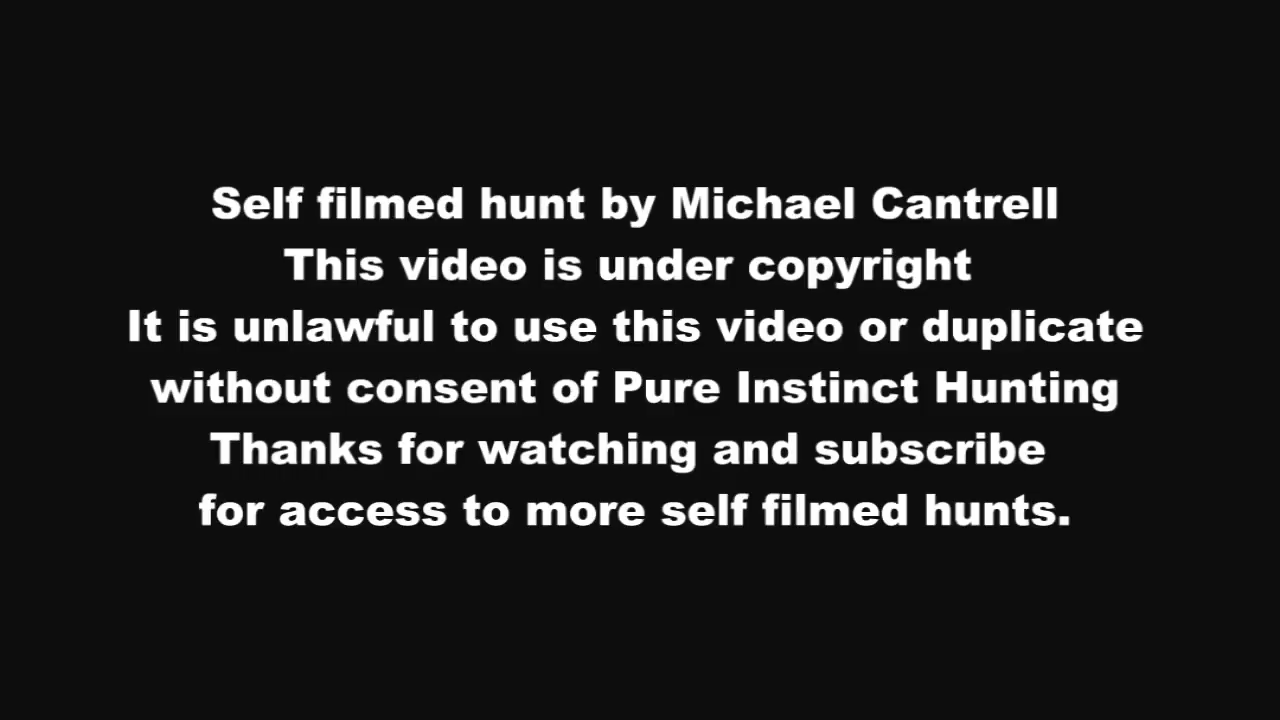 Self filmed hunt by Michael Cantrell
This video is under copyright
It is unlawful to use this video or duplicate
without consent of Pure Instinct Hunting
Thanks for watching and subscribe
for access to more self filmed hunts.